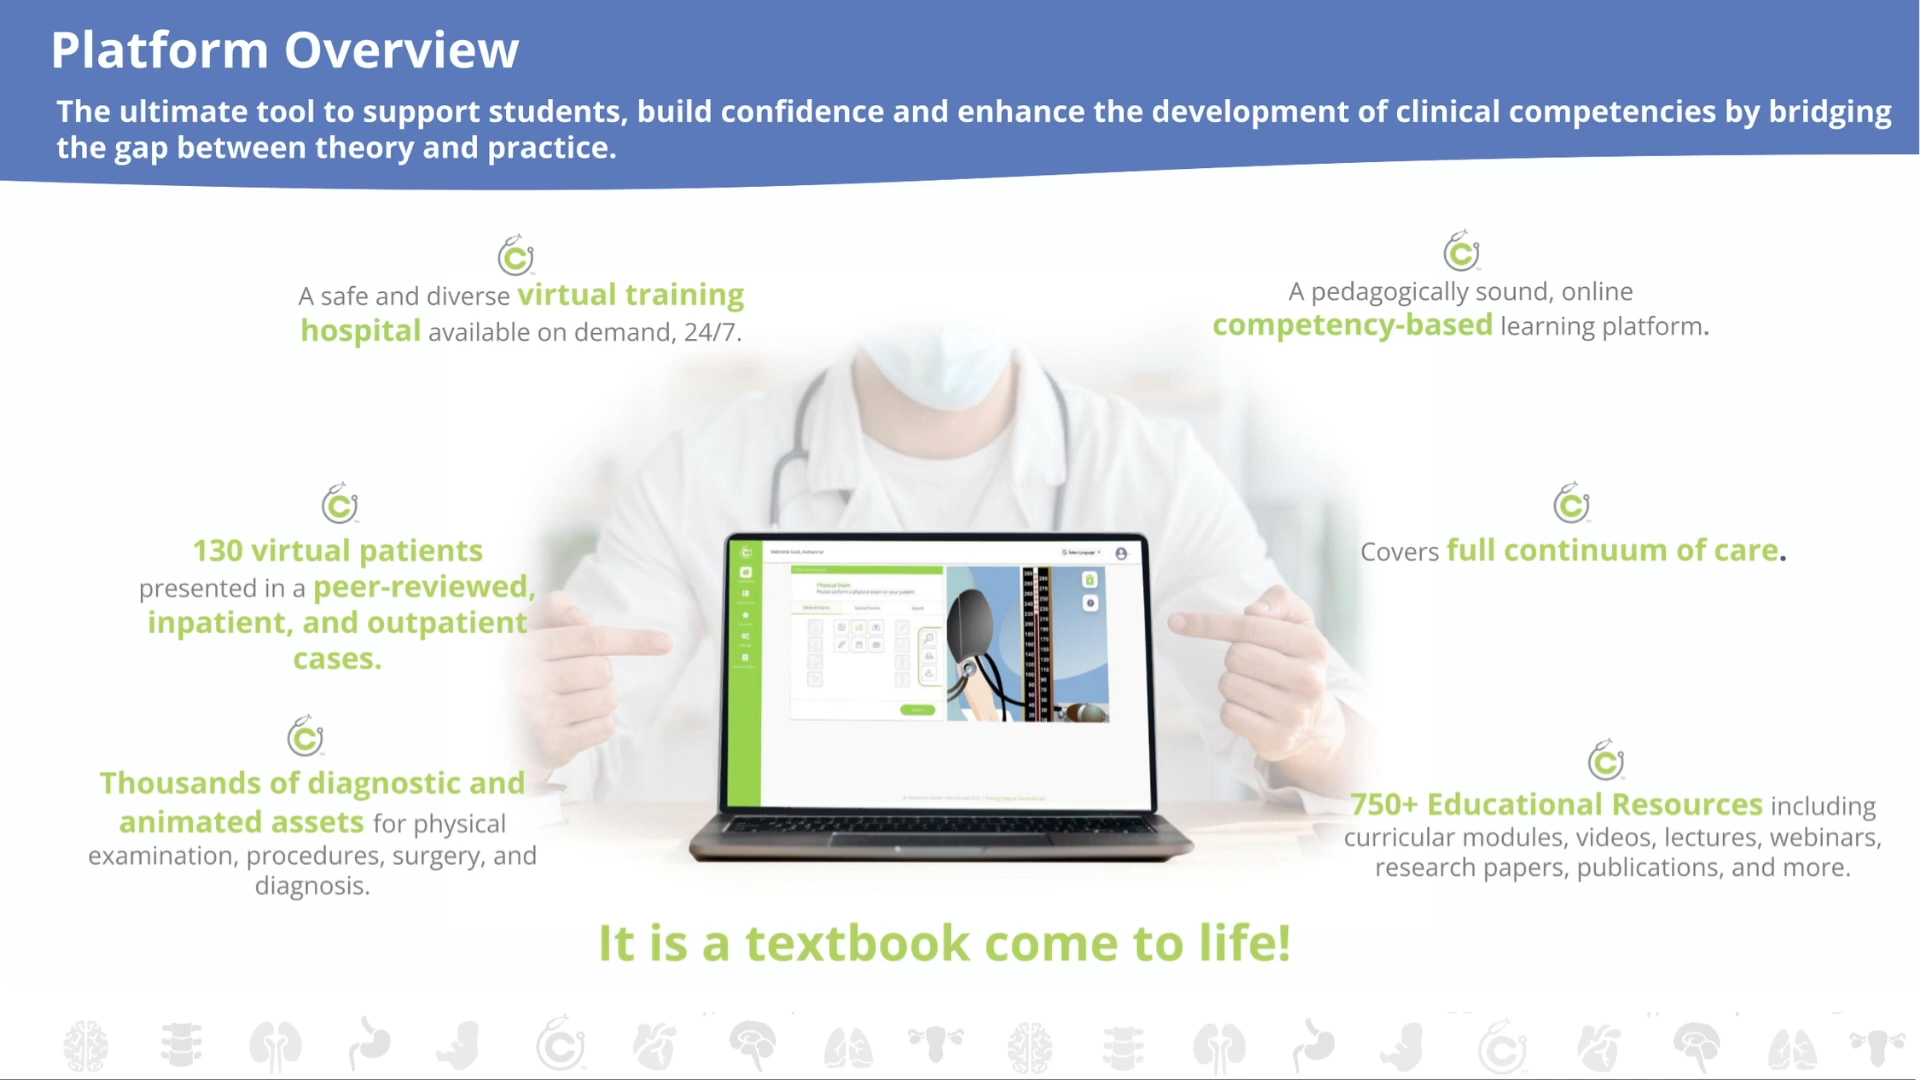 Platform Overview
The ultimate tool to support students, build confidence and enhance the development of clinical competencies by bridging
the gap between theory and practice.
A safe and diverse virtual training
hospital available on demand, 24/7.
A pedagogically sound, online
competency-based learning platform.
130 virtual patients
presented in a peer-reviewed,
inpatient, and outpatient
cases.
Covers full continuum of care.
Physical Exam
Thousands of diagnostic and
animated assets for physical
examination, procedures, surgery, and
diagnosis.
750+ Educational Resources including
curricular modules, videos, lectures, webinars,
research papers, publications, and more.
It is a textbook come to life!